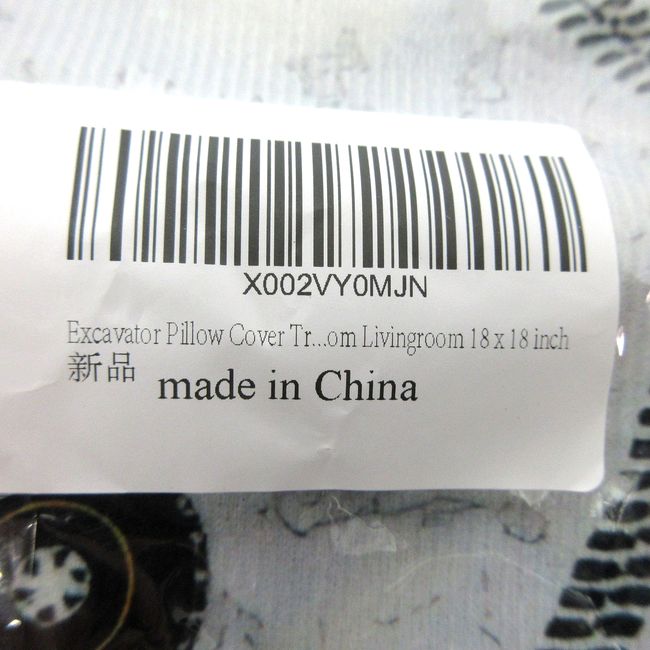 X002VY0MJN
Excavator Pillow Cover Tr...om Livingroom 18 x 18 inch
新品
made in China